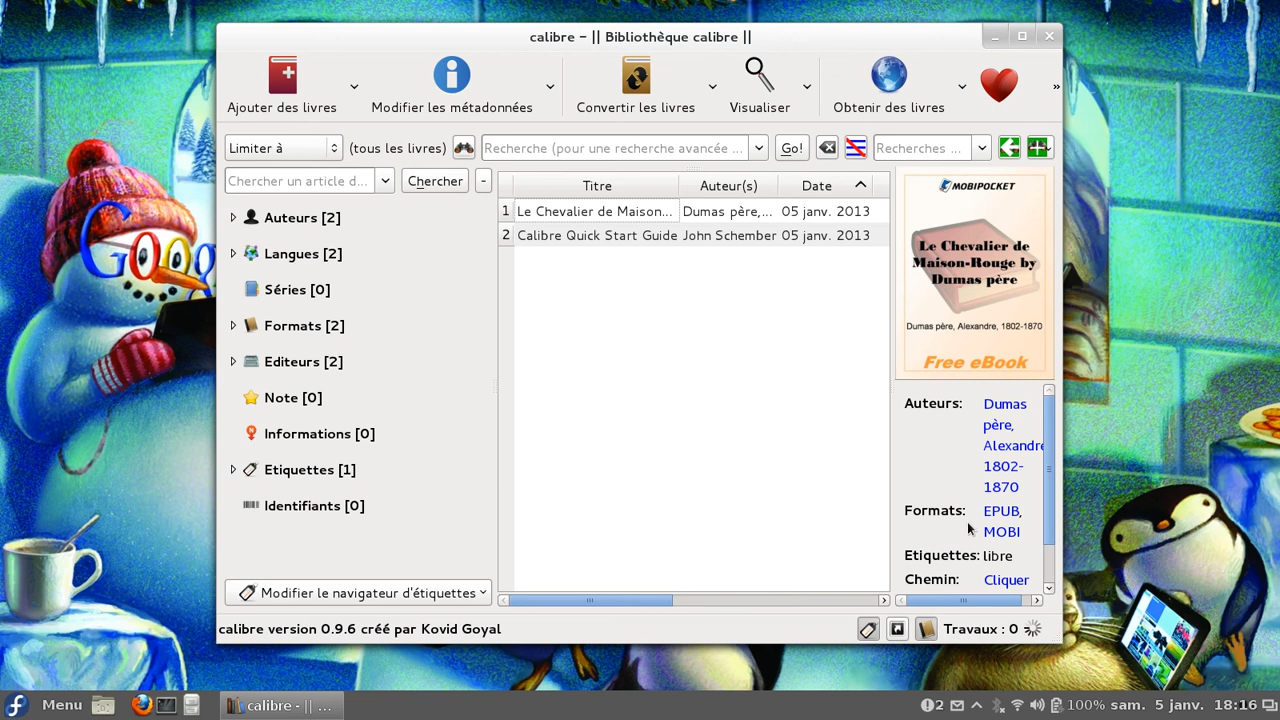 calibre - || Bibliothèque calibre ||
Ajouter des livres
Modifier les métadonnées
Convertir les livres
Visualiser
Obtenir des livres
»
Limiter à
(tous les livres)
Recherche (pour une recherche avancée ...
Go!
Recherches ...
Chercher un article d...
Chercher
-
Titre
Auteur(s)
Date
1 Le Chevalier de Maison... Dumas père,... 05 janv. 2013
2 Calibre Quick Start Guide John Schember 05 janv. 2013
Auteurs [2]
Langues [2]
Séries [0]
Formats [2]
Editeurs [2]
Note [0]
Informations [0]
Etiquettes [1]
Identifiants [0]
Modifier le navigateur d'étiquettes
MOBIPOCKET
Le Chevalier de
Maison-Rouge by
Dumas père
Dumas père, Alexandre, 1802-1870
Free eBook
Auteurs: Dumas
père,
Alexandre
1802-
1870
Formats: EPUB,
MOBI
Etiquettes: libre
Chemin: Cliquer
calibre version 0.9.6 créé par Kovid Goyal
Travaux : 0
Goog
Menu
calibre - || ...
2
100%
sam. 5 janv. 18:16